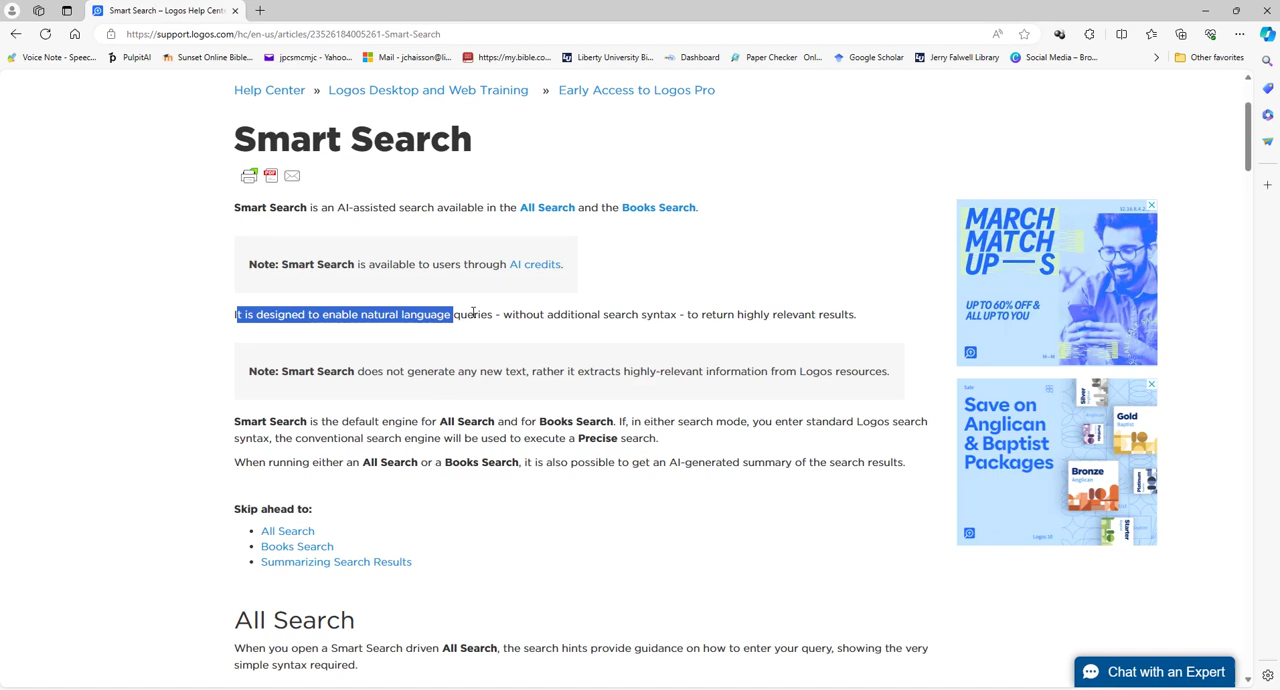 Smart Search – Logos Help Cent
https://support.logos.com/hc/en-us/articles/23526184005261-Smart-Search
Voice Note - Speec... PulpitAI Sunset Online Bible... jpcsmcmjc - Yahoo... Mail - jchaisson@li... https://my.bible.co... Liberty University Bi... Dashboard Paper Checker Onl... Google Scholar Jerry Falwell Library Social Media – Bro... Other favorites
Help Center » Logos Desktop and Web Training » Early Access to Logos Pro
Smart Search
PDF
Smart Search is an AI-assisted search available in the All Search and the Books Search.
Note: Smart Search is available to users through AI credits.
It is designed to enable natural language queries - without additional search syntax - to return highly relevant results.
Note: Smart Search does not generate any new text, rather it extracts highly-relevant information from Logos resources.
Smart Search is the default engine for All Search and for Books Search. If, in either search mode, you enter standard Logos search
syntax, the conventional search engine will be used to execute a Precise search.
When running either an All Search or a Books Search, it is also possible to get an AI-generated summary of the search results.
Skip ahead to:
• All Search
• Books Search
• Summarizing Search Results
All Search
When you open a Smart Search driven All Search, the search hints provide guidance on how to enter your query, showing the very
simple syntax required.
MARCH
MATCH
UP—S
UP TO 60% OFF &
ALL UP TO YOU
Sale
Save on
Anglican
& Baptist
Packages
Silver
Gold
Anglican
Bronze
Anglican
Platinum
Starter
Logos 10
Chat with an Expert